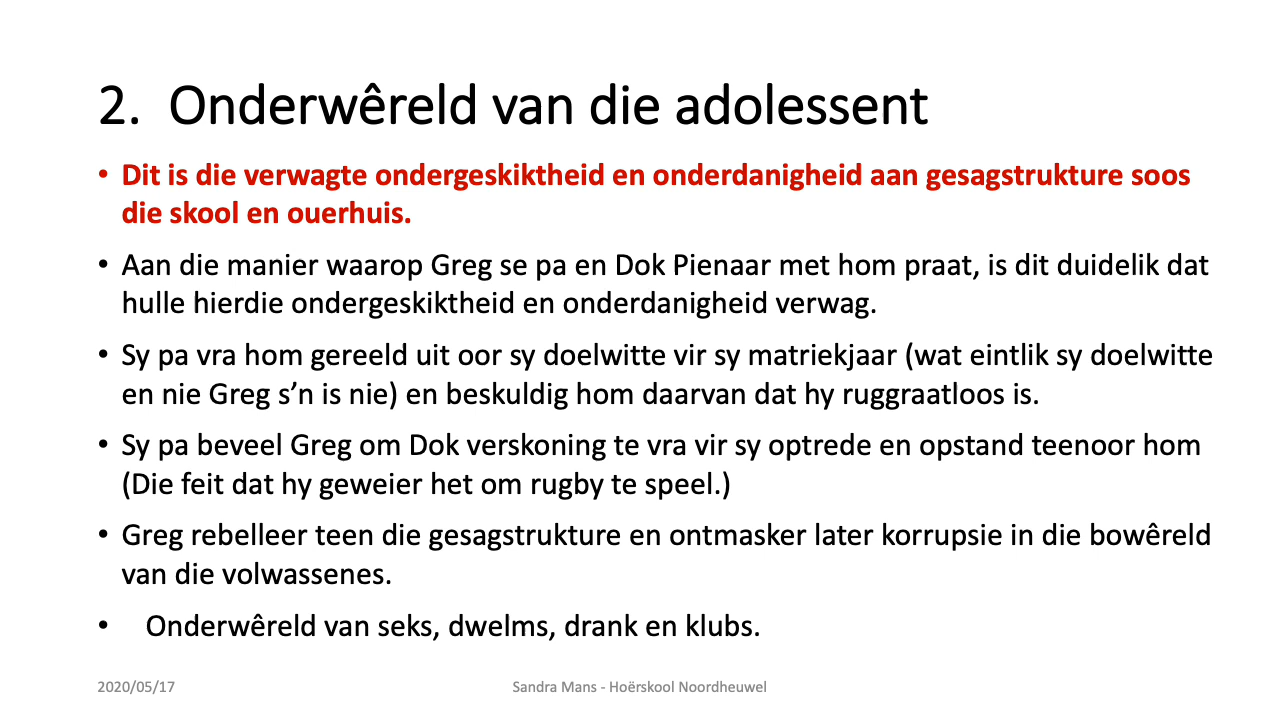 2.  Onderwêreld van die adolessent
• Dit is die verwagte ondergeskiktheid en onderdanigheid aan gesagstrukture soos
die skool en ouerhuis.
• Aan die manier waarop Greg se pa en Dok Pienaar met hom praat, is dit duidelik dat
hulle hierdie ondergeskiktheid en onderdanigheid verwag.
• Sy pa vra hom gereeld uit oor sy doelwitte vir sy matriekjaar (wat eintlik sy doelwitte
en nie Greg s’n is nie) en beskuldig hom daarvan dat hy ruggraatloos is.
• Sy pa beveel Greg om Dok verskoning te vra vir sy optrede en opstand teenoor hom
(Die feit dat hy geweier het om rugby te speel.)
• Greg rebelleer teen die gesagstrukture en ontmasker later korrupsie in die bowêreld
van die volwassenes.
• Onderwêreld van seks, dwelms, drank en klubs.
2020/05/17
Sandra Mans - Hoërskool Noordheuwel